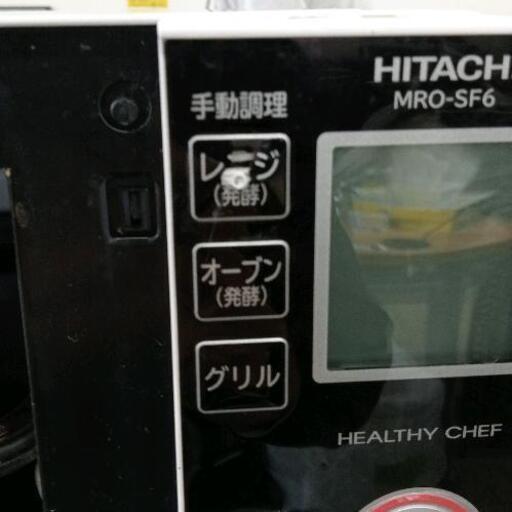 HITACHI
MRO-SF6
手動調理
レンジ
(発酵)
オーブン
(発酵)
グリル
HEALTHY CHEF